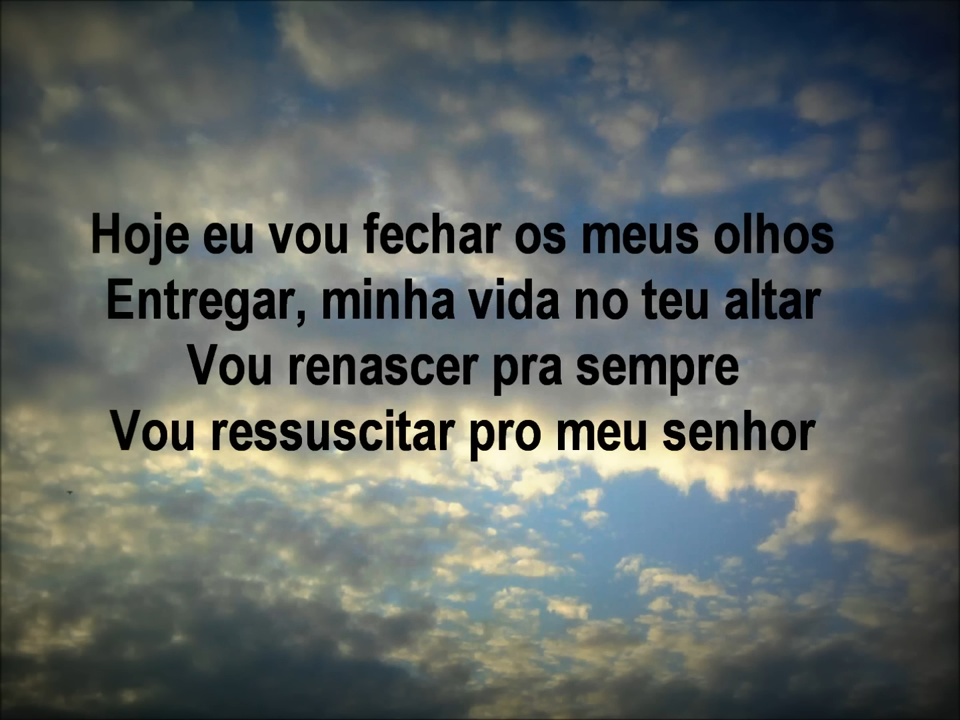 Hoje eu vou fechar os meus olhos
Entregar, minha vida no teu altar
Vou renascer pra sempre
Vou ressuscitar pro meu senhor